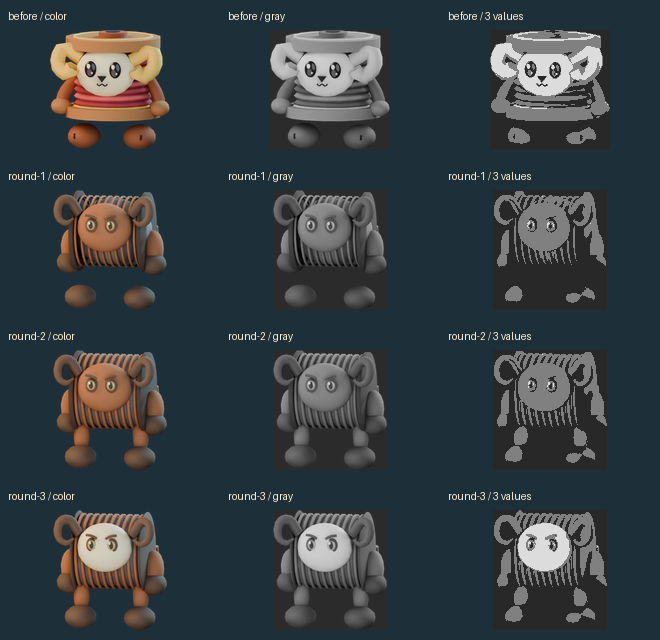 before / color
before / gray
before / 3 values
round-1 / color
round-1 / gray
round-1 / 3 values
round-2 / color
round-2 / gray
round-2 / 3 values
round-3 / color
round-3 / gray
round-3 / 3 values